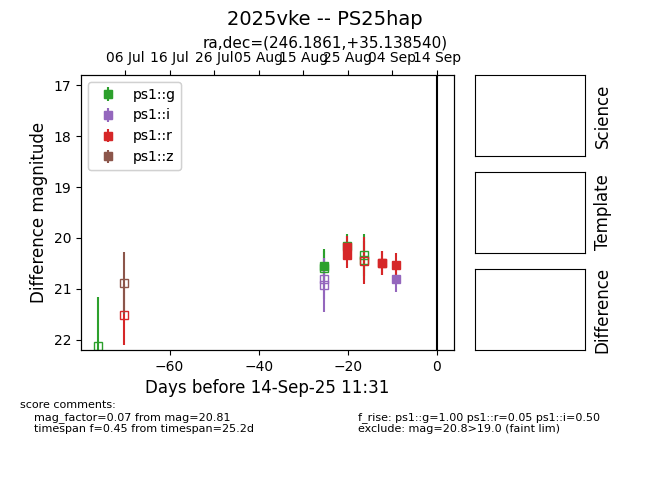 2025vke -- PS25hap
ra,dec=(246.1861,+35.138540)
06 Jul 16 Jul 26 Jul 05 Aug 15 Aug 25 Aug 04 Sep 14 Sep
17
18
19
20
21
22
Difference magnitude
ps1::g
ps1::i
ps1::r
ps1::z
Science
Template
Difference
−60 −40 −20 0
Days before 14-Sep-25 11:31
score comments:
mag_factor=0.07 from mag=20.81
timespan f=0.45 from timespan=25.2d
f_rise: ps1::g=1.00 ps1::r=0.05 ps1::i=0.50
exclude: mag=20.8>19.0 (faint lim)